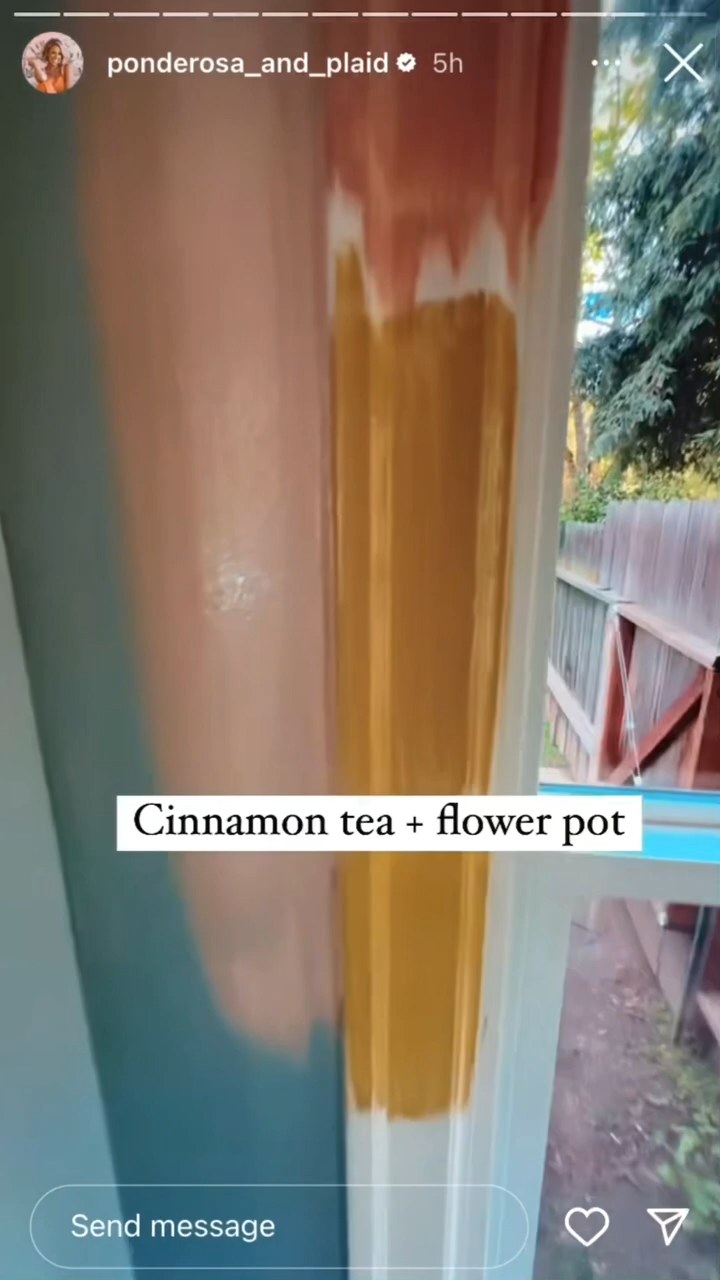 ponderosa_and_plaid 5h
Cinnamon tea + flower pot
Send message